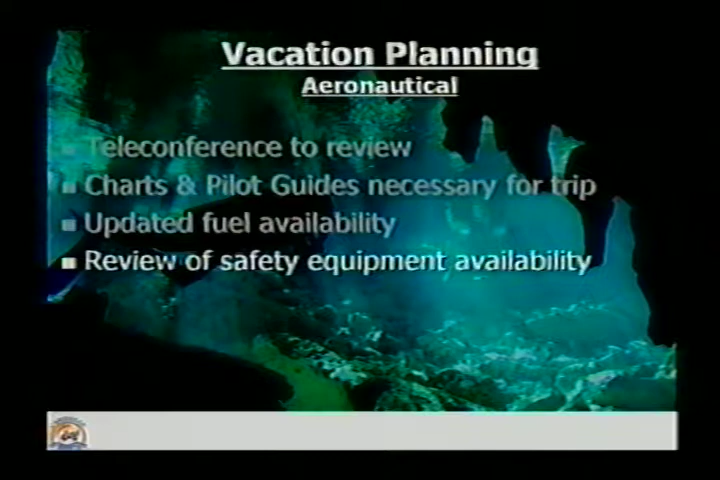 Vacation Planning
Aeronautical
Teleconference to review
Charts & Pilot Guides necessary for trip
Updated fuel availability
Review of safety equipment availability